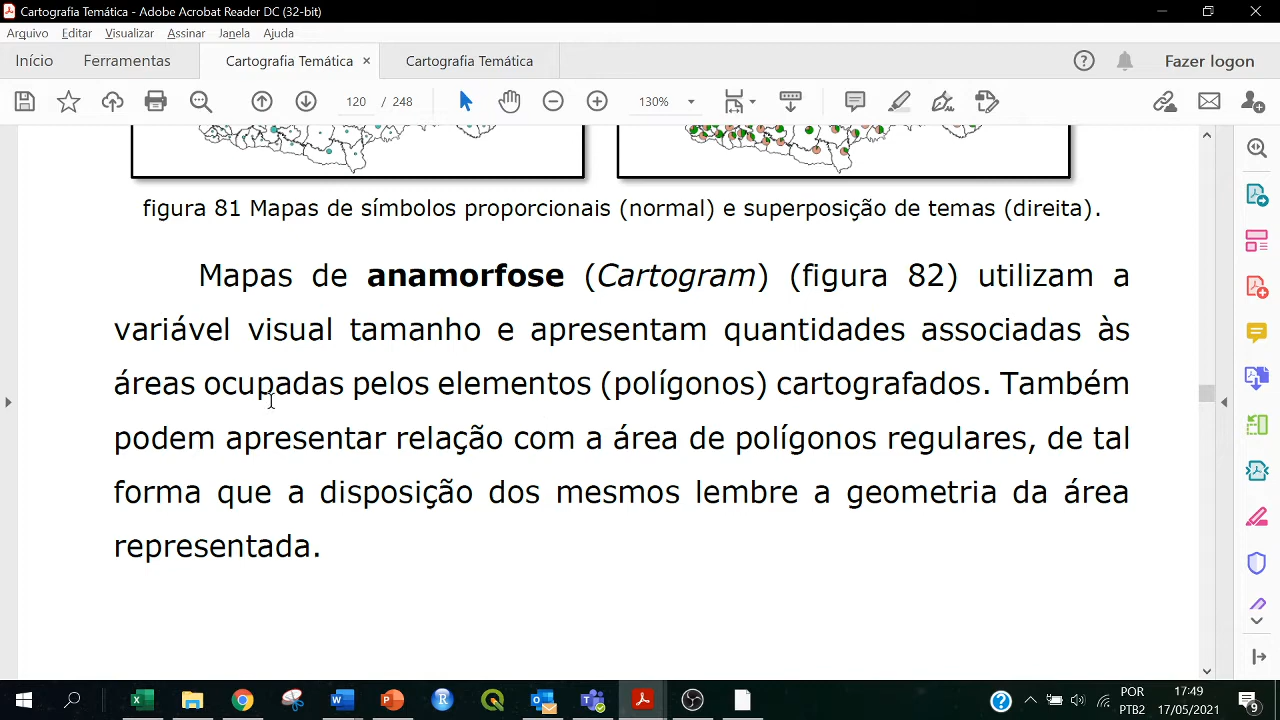 Cartografia Temática - Adobe Acrobat Reader DC (32-bit)
Arquivo Editar Visualizar Assinar Janela Ajuda
Início Ferramentas Cartografia Temática × Cartografia Temática Fazer logon
120 / 248 130%
figura 81 Mapas de símbolos proporcionais (normal) e superposição de temas (direita).
Mapas de anamorfose (Cartogram) (figura 82) utilizam a
variável visual tamanho e apresentam quantidades associadas às
áreas ocupadas pelos elementos (polígonos) cartografados. Também
podem apresentar relação com a área de polígonos regulares, de tal
forma que a disposição dos mesmos lembre a geometria da área
representada.
POR 17:49
PTB2 17/05/2021 9